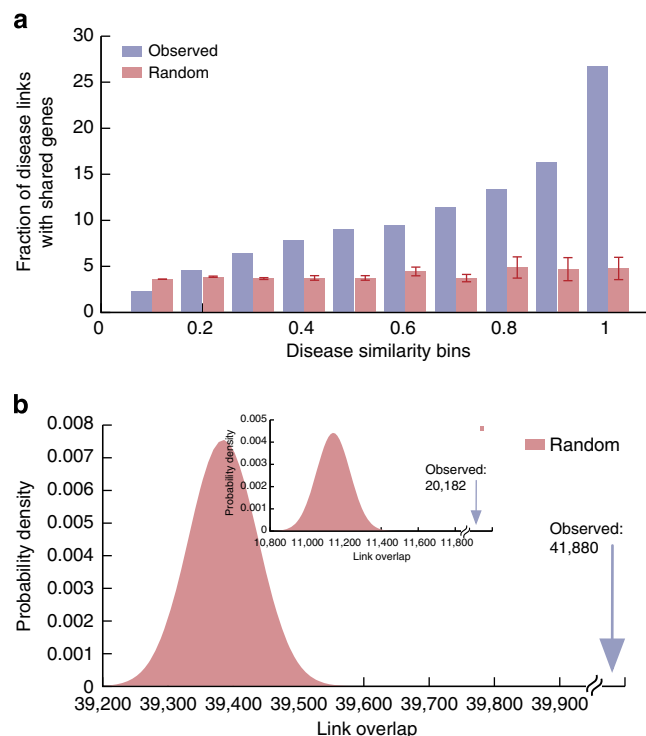 a
30
25
20
15
10
5
0
Fraction of disease links
with shared genes
Observed
Random
0 0.2 0.4 0.6 0.8 1
Disease similarity bins
b
0.008
0.007
0.006
0.005
0.004
0.003
0.002
0.001
0
Probability density
0.005
0.004
0.003
0.002
0.001
0
Probability density
Observed:
20,182
10,800 11,000 11,200 11,400 11,600 11,800
Link overlap
Random
Observed:
41,880
39,200 39,300 39,400 39,500 39,600 39,700 39,800 39,900
Link overlap